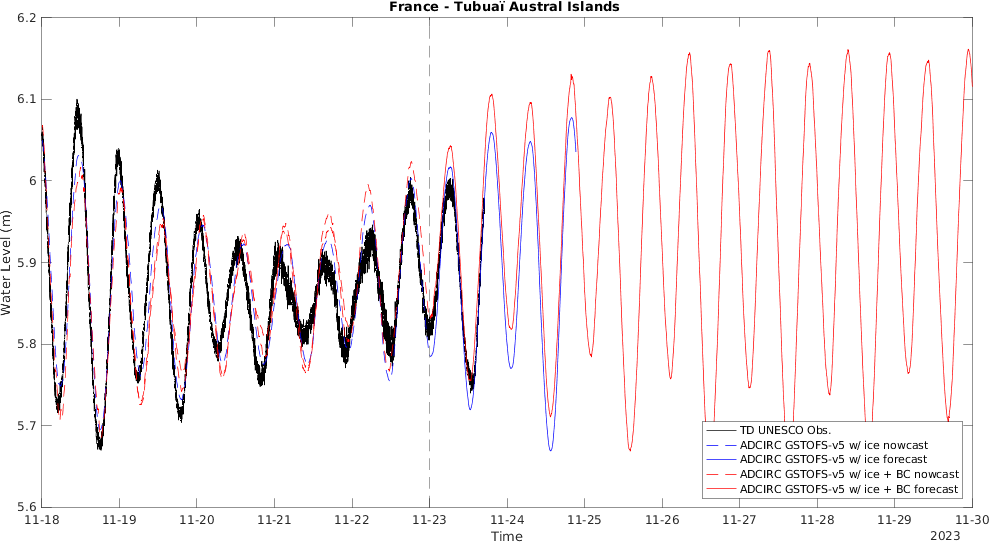 France - Tubuaï Austral Islands
6.2
6.1
6
5.9
5.8
5.7
5.6
Water Level (m)
TD UNESCO Obs.
ADCIRC GSTOFS-v5 w/ ice nowcast
ADCIRC GSTOFS-v5 w/ ice forecast
ADCIRC GSTOFS-v5 w/ ice + BC nowcast
ADCIRC GSTOFS-v5 w/ ice + BC forecast
11-18 11-19 11-20 11-21 11-22 11-23 11-24 11-25 11-26 11-27 11-28 11-29 11-30
Time
2023